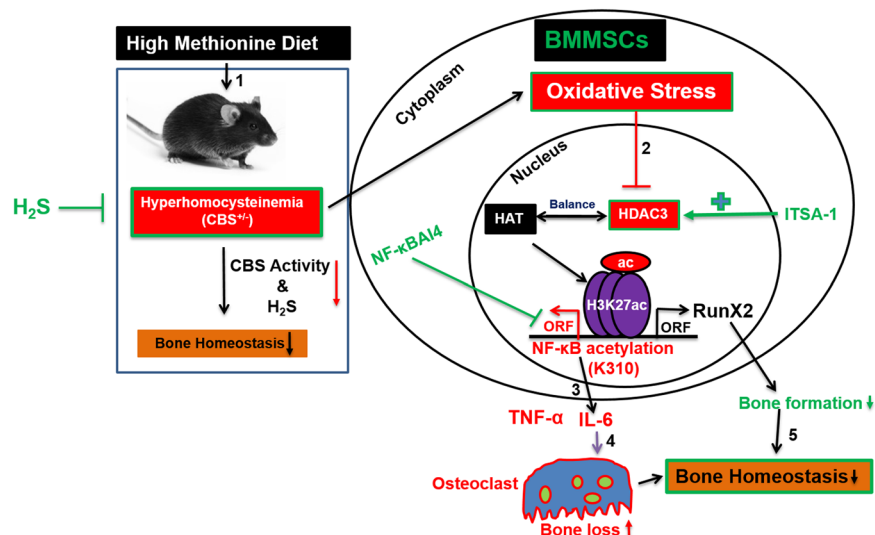 High Methionine Diet
1
H2S
Hyperhomocysteinemia
(CBS+/-)
CBS Activity
&
H2S
Bone Homeostasis
BMMSCs
Cytoplasm
Oxidative Stress
2
Nucleus
HAT
Balance
HDAC3
ITSA-1
NF-κBAI4
ac
H3K27ac
ORF
ORF
RunX2
NF-κB acetylation
(K310)
3
TNF-α IL-6
4
Bone formation
5
Osteoclast
Bone Homeostasis
Bone loss